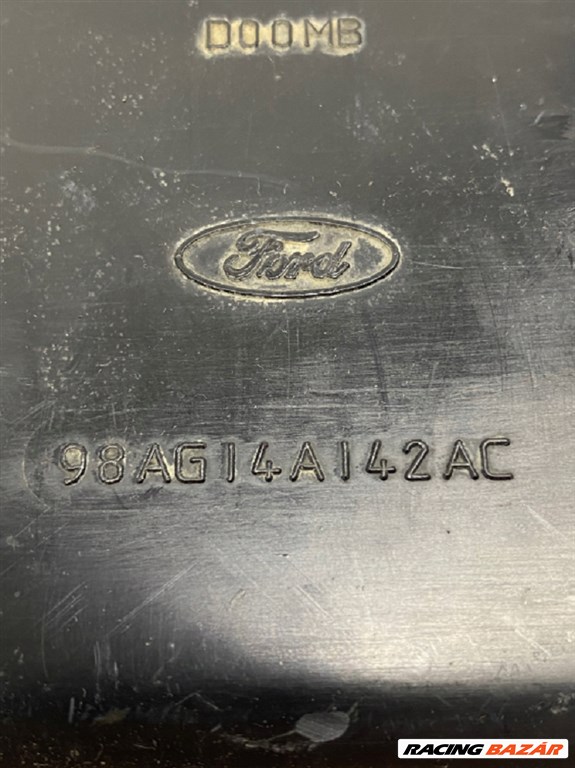 D00MB
Ford
98AG14A142AC
RACING BAZÁR